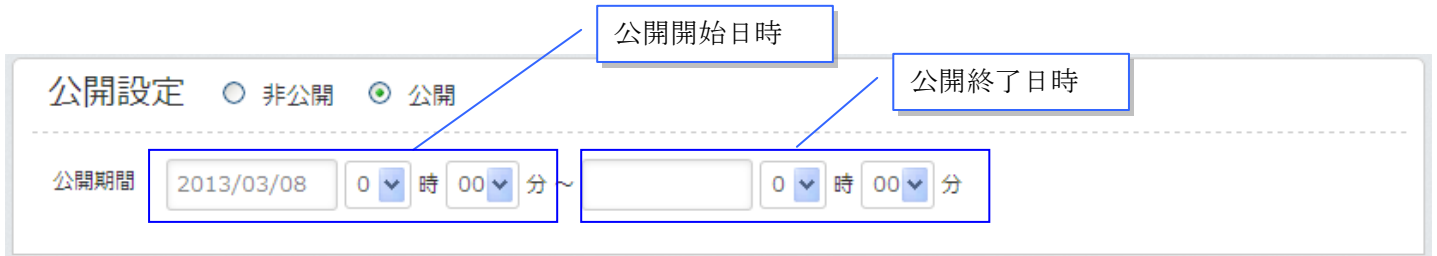 公開開始日時
公開終了日時
公開設定 非公開 公開
公開期間 2013/03/08 0 時 00 分 ~ 0 時 00 分